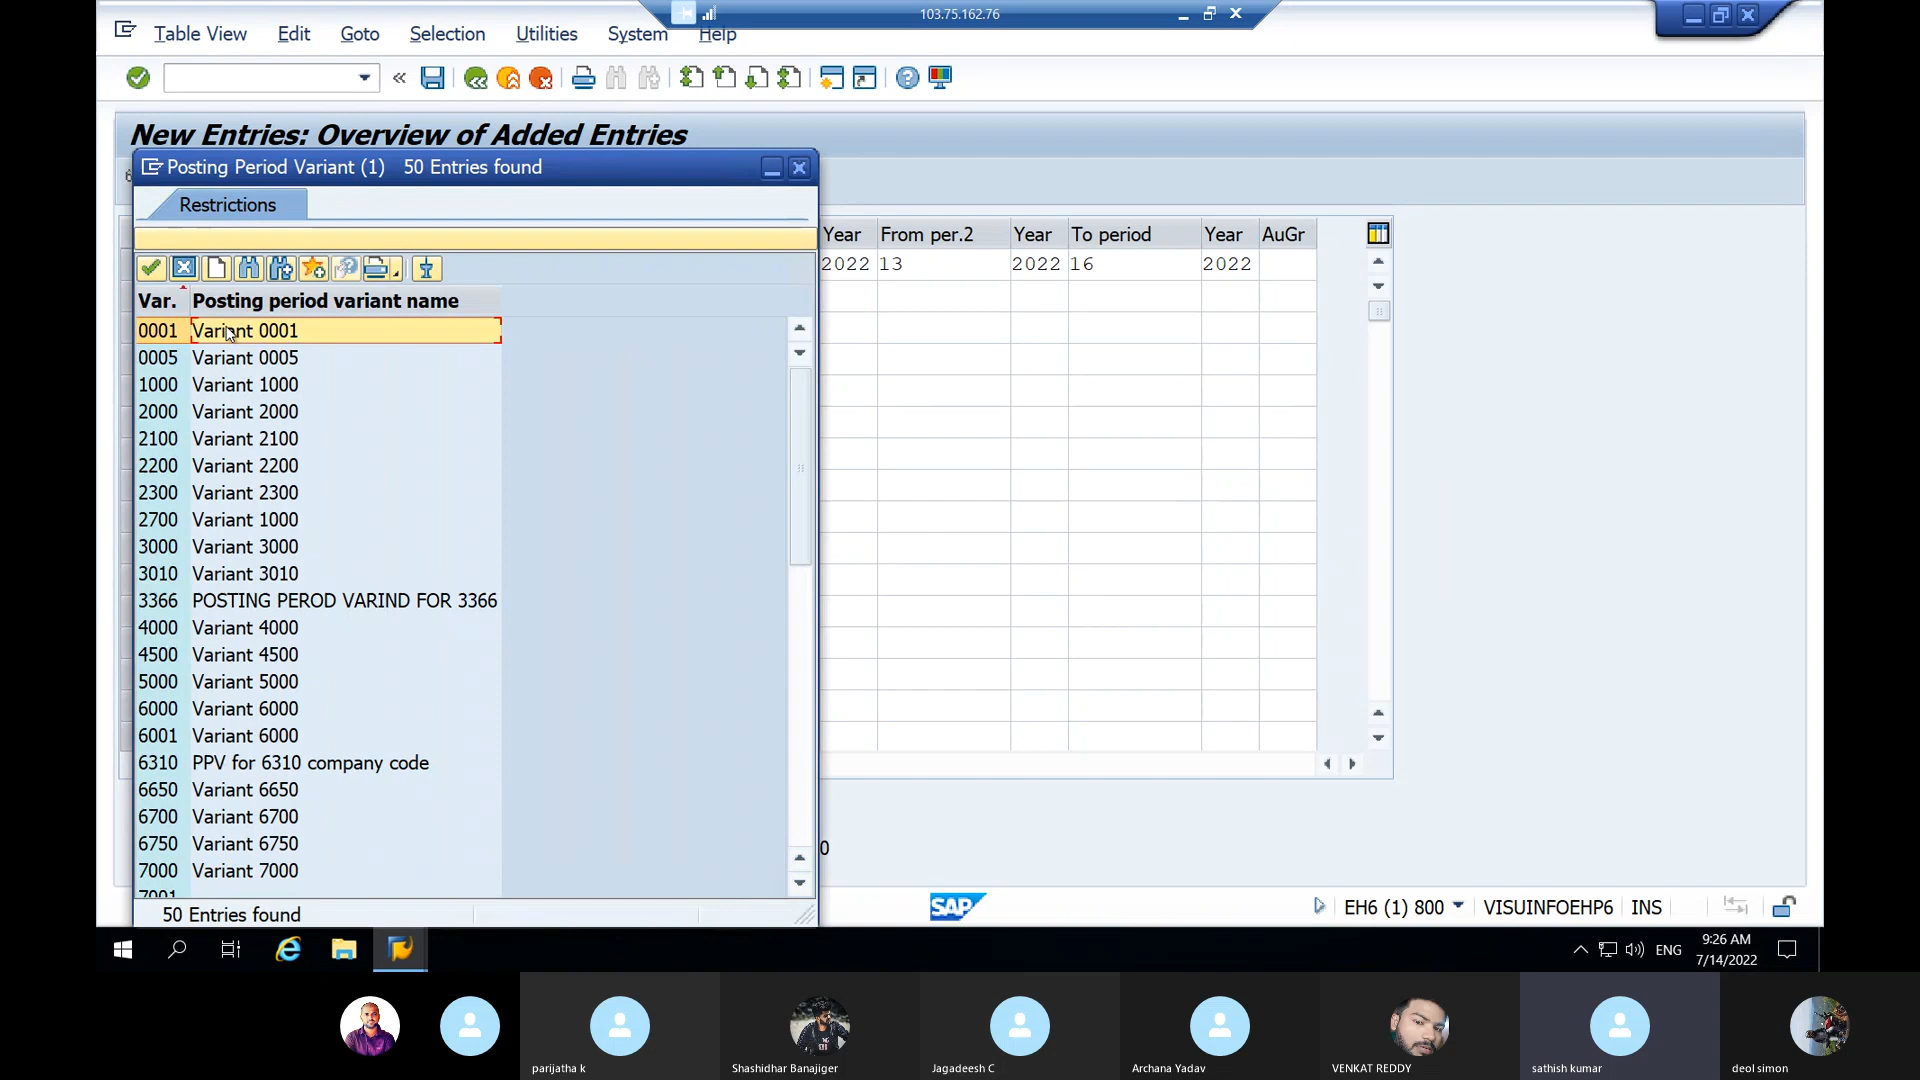 103.75.162.76
Table View Edit Goto Selection Utilities System Help
New Entries: Overview of Added Entries
Posting Period Variant (1) 50 Entries found
Restrictions
Year From per.2 Year To period Year AuGr
2022 13 2022 16 2022
Var. Posting period variant name
0001 Variant 0001
0005 Variant 0005
1000 Variant 1000
2000 Variant 2000
2100 Variant 2100
2200 Variant 2200
2300 Variant 2300
2700 Variant 1000
3000 Variant 3000
3010 Variant 3010
3366 POSTING PEROD VARIND FOR 3366
4000 Variant 4000
4500 Variant 4500
5000 Variant 5000
6000 Variant 6000
6001 Variant 6000
6310 PPV for 6310 company code
6650 Variant 6650
6700 Variant 6700
6750 Variant 6750
7000 Variant 7000
7001
0
50 Entries found
SAP EH6 (1) 800 VISUINFOEHP6 INS
ENG 9:26 AM
7/14/2022
parijatha k Shashidhar Banajiger Jagadeesh C Archana Yadav VENKAT REDDY sathish kumar deol simon